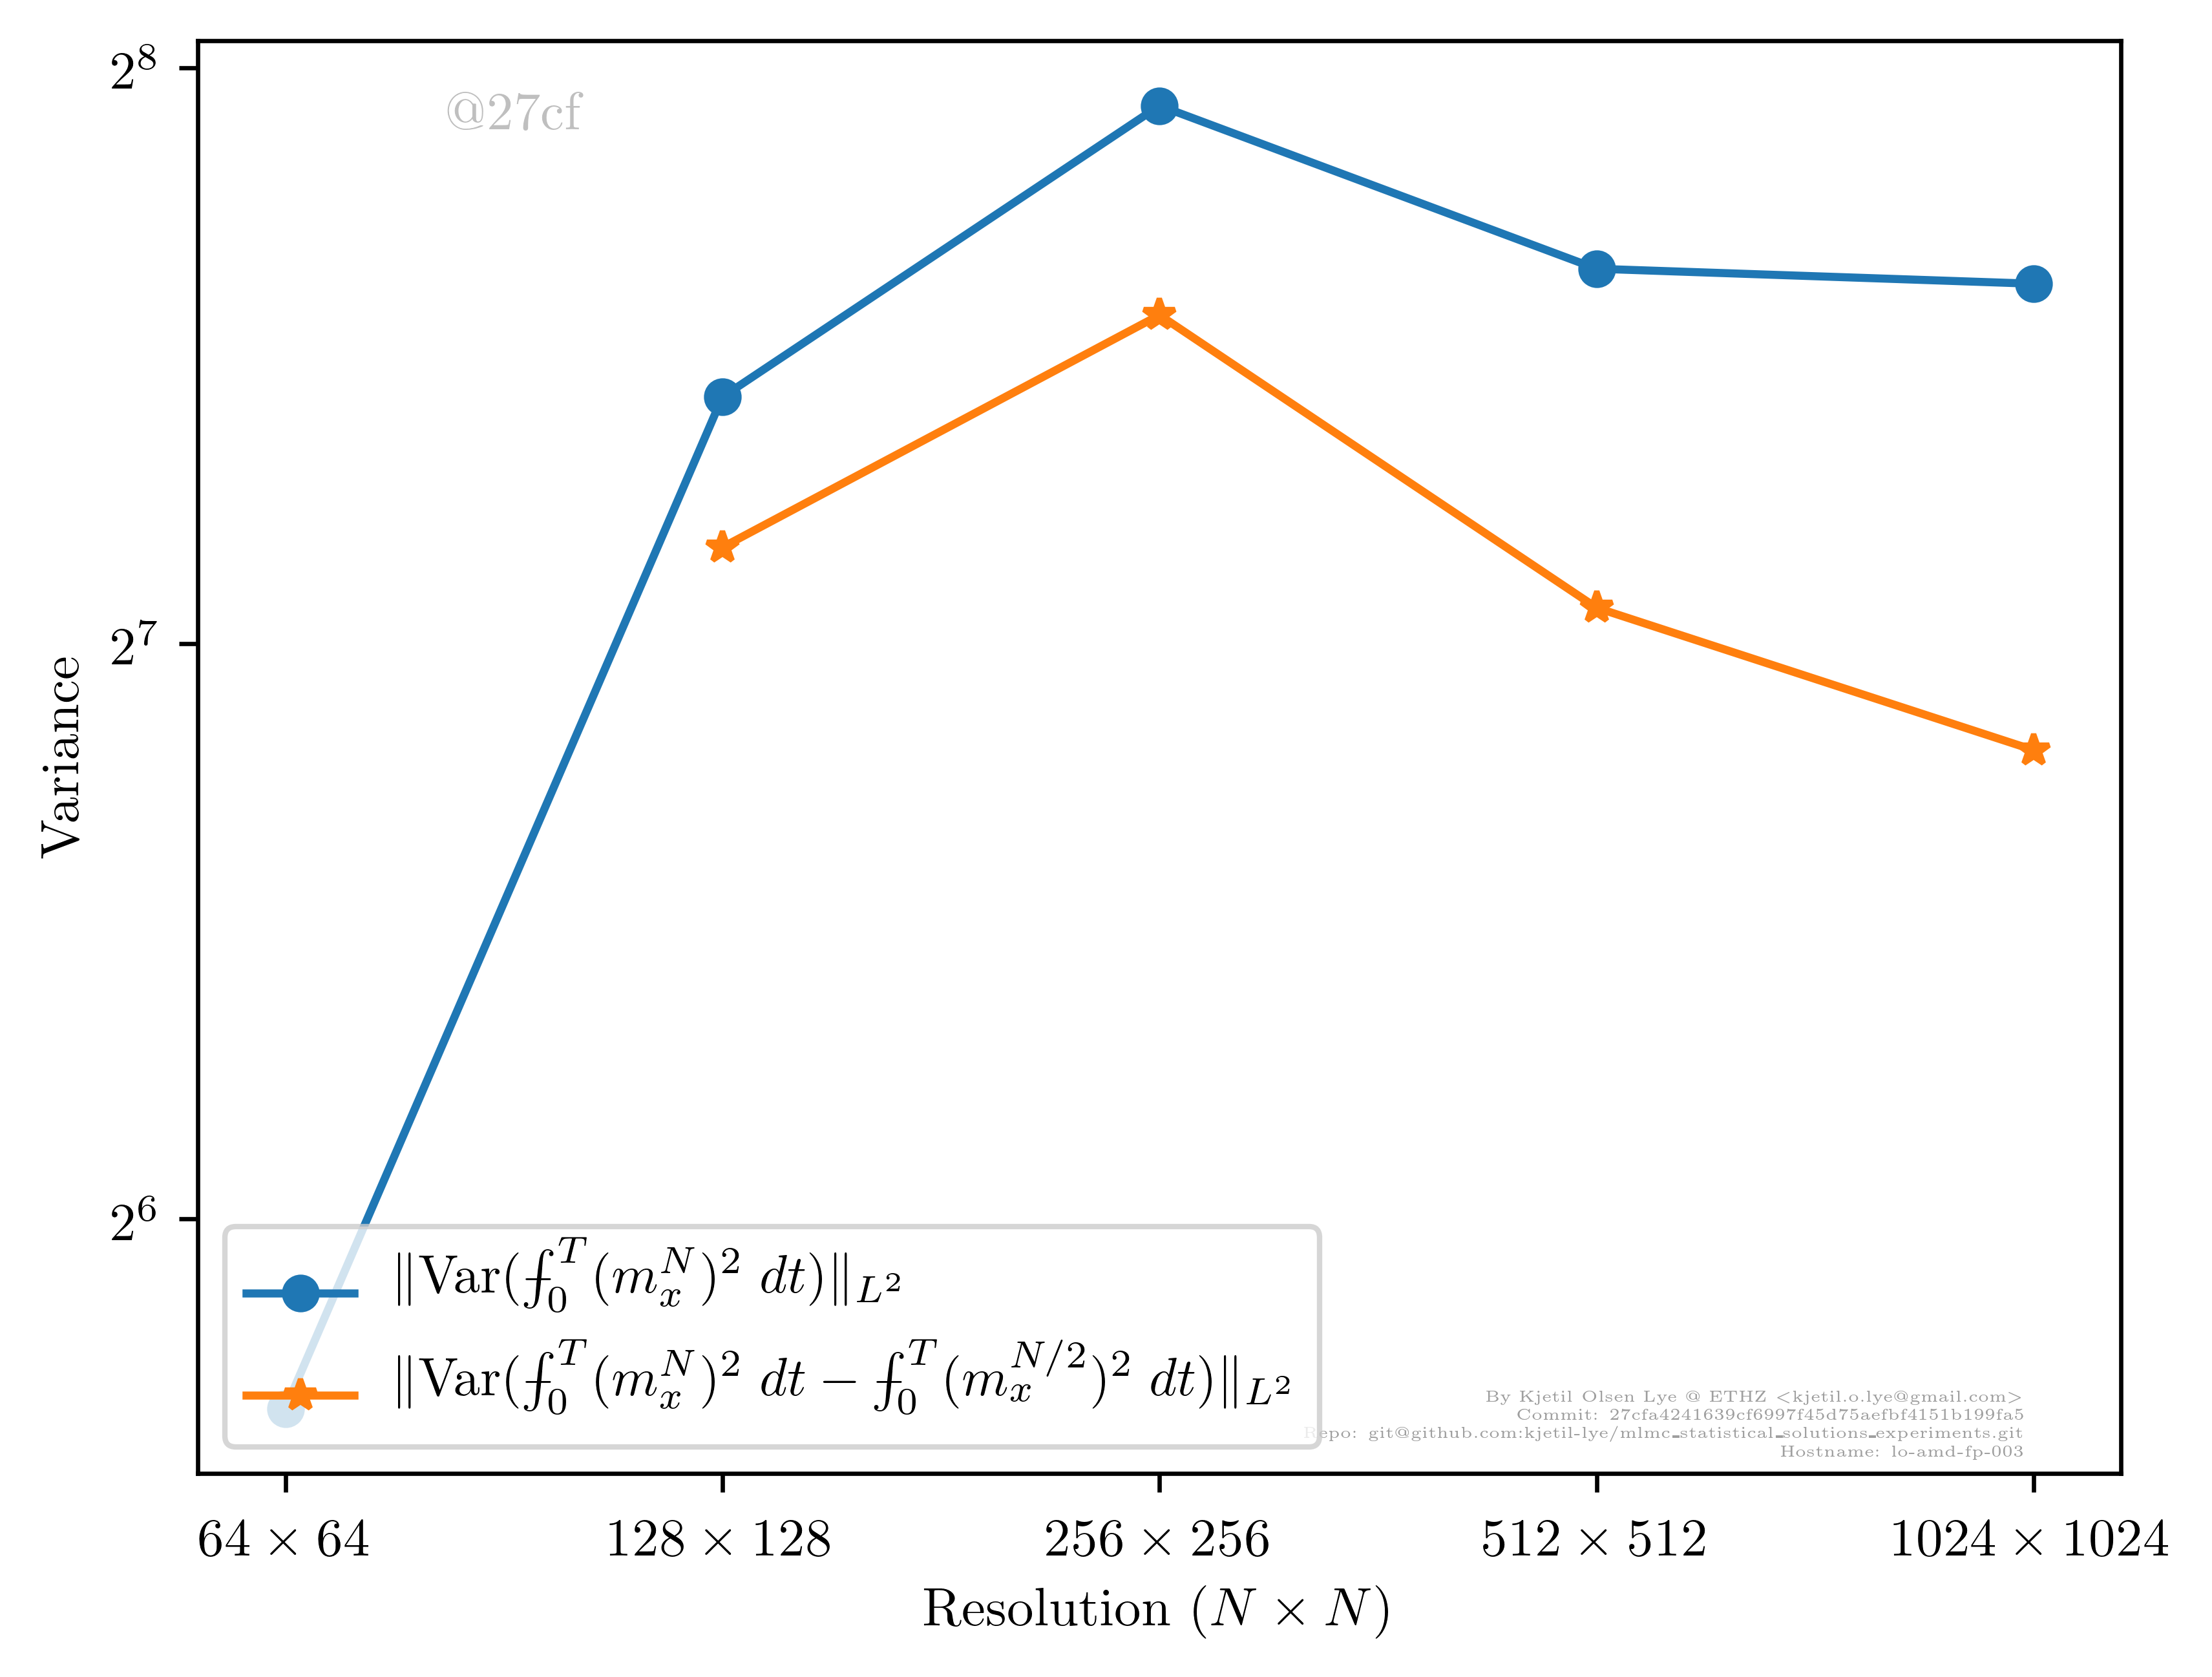 2^8
@27cf
2^7
Variance
2^6
‖Var(⨍_0^T (m_x^N)^2 dt)‖_{L^2}
‖Var(⨍_0^T (m_x^N)^2 dt − ⨍_0^T (m_x^{N/2})^2 dt)‖_{L^2}
By Kjetil Olsen Lye @ ETHZ <kjetil.o.lye@gmail.com>
Commit: 27cfa4241639cf6997f45d75aefbf4151b199fa5
Repo: git@github.com:kjetil-lye/mlmc_statistical_solutions_experiments.git
Hostname: lo-amd-fp-003
64 × 64 128 × 128 256 × 256 512 × 512 1024 × 1024
Resolution (N × N)